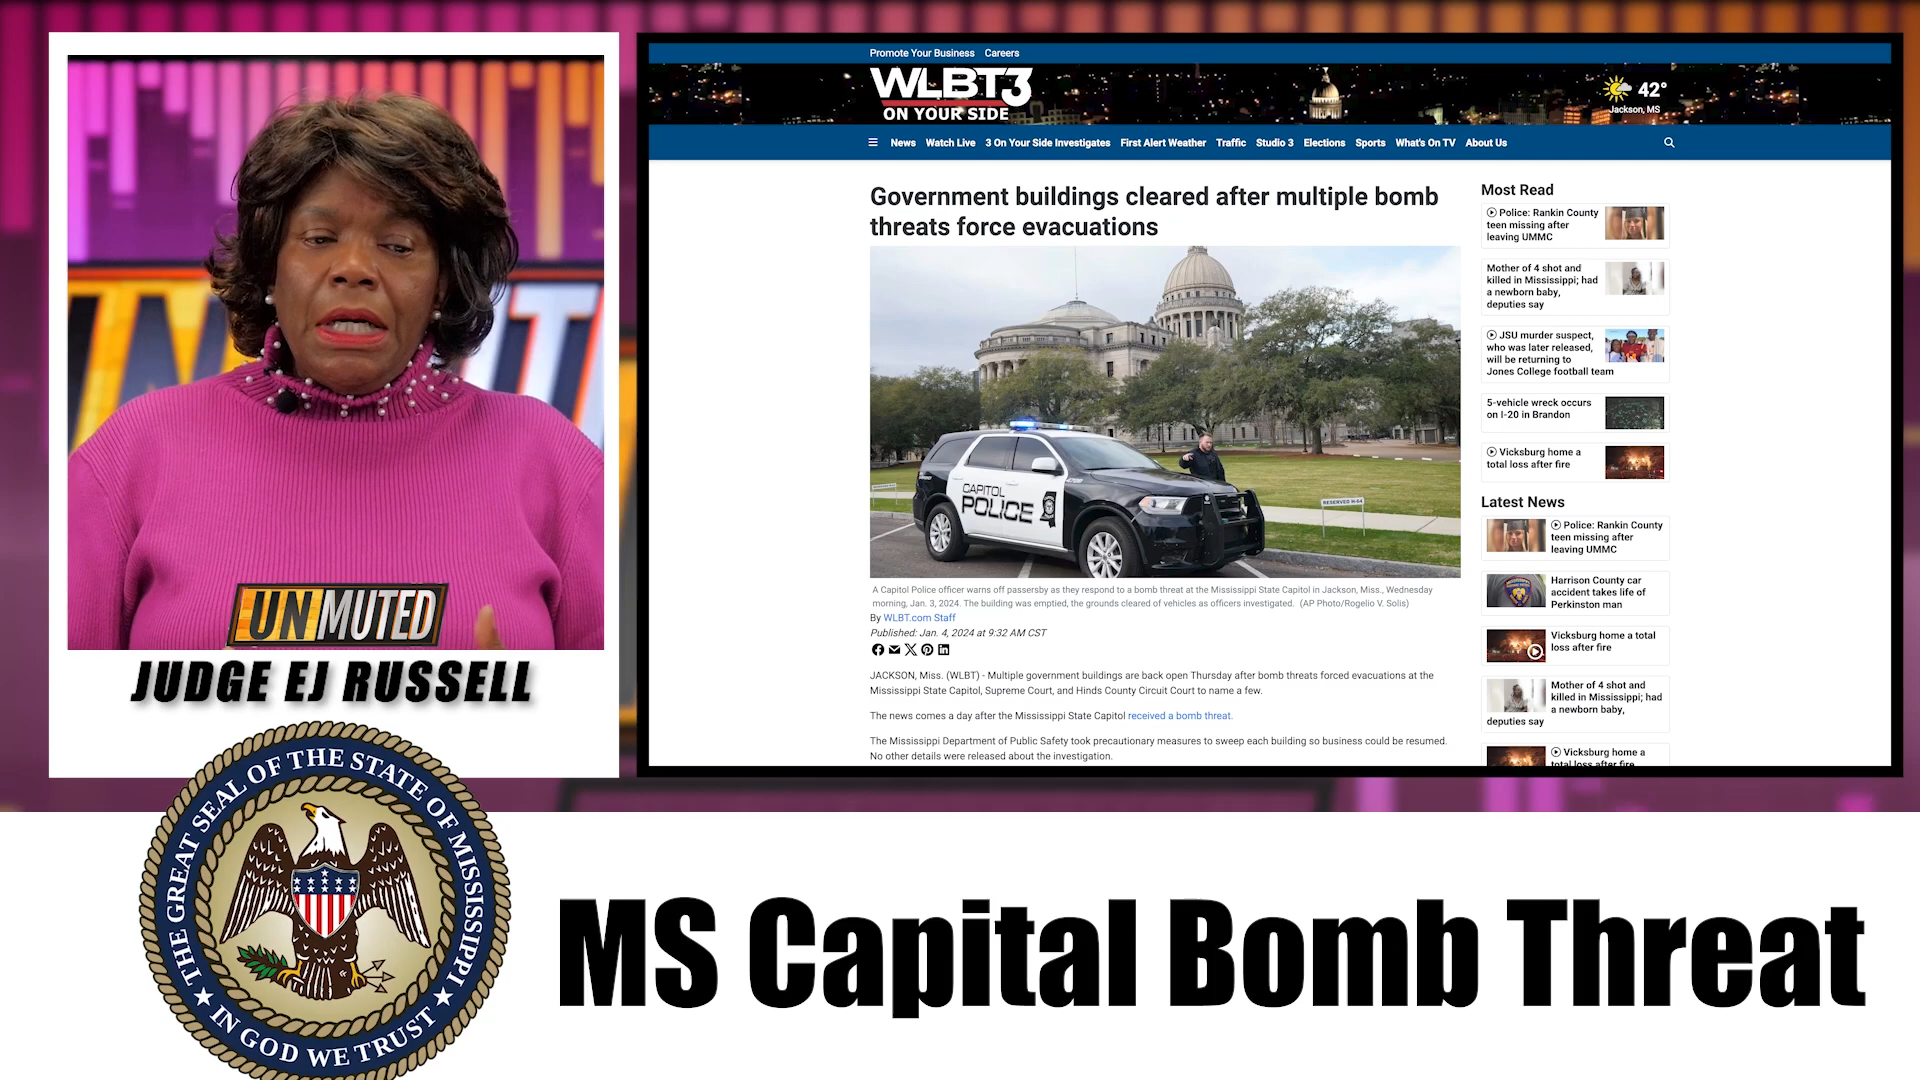 UNMUTED
JUDGE EJ RUSSELL
THE GREAT SEAL OF THE STATE OF MISSISSIPPI
★ IN GOD WE TRUST ★
MS Capital Bomb Threat
Promote Your Business Careers
WLBT3
ON YOUR SIDE
42°
Jackson, MS
News Watch Live 3 On Your Side Investigates First Alert Weather Traffic Studio 3 Elections Sports What's On TV About Us
Government buildings cleared after multiple bomb
threats force evacuations
CAPITOL
POLICE
RESERVED H-64
A Capitol Police officer warns off passersby as they respond to a bomb threat at the Mississippi State Capitol in Jackson, Miss., Wednesday
morning, Jan. 3, 2024. The building was emptied, the grounds cleared of vehicles as officers investigated. (AP Photo/Rogelio V. Solis)
By WLBT.com Staff
Published: Jan. 4, 2024 at 9:32 AM CST
JACKSON, Miss. (WLBT) - Multiple government buildings are back open Thursday after bomb threats forced evacuations at the
Mississippi State Capitol, Supreme Court, and Hinds County Circuit Court to name a few.
The news comes a day after the Mississippi State Capitol received a bomb threat.
The Mississippi Department of Public Safety took precautionary measures to sweep each building so business could be resumed.
No other details were released about the investigation.
Most Read
Police: Rankin County
teen missing after
leaving UMMC
Mother of 4 shot and
killed in Mississippi; had
a newborn baby,
deputies say
JSU murder suspect,
who was later released,
will be returning to
Jones College football team
5-vehicle wreck occurs
on I-20 in Brandon
Vicksburg home a
total loss after fire
Latest News
Police: Rankin County
teen missing after
leaving UMMC
Harrison County car
accident takes life of
Perkinston man
Vicksburg home a total
loss after fire
Mother of 4 shot and
killed in Mississippi; had
a newborn baby,
deputies say
Vicksburg home a
total loss after fire